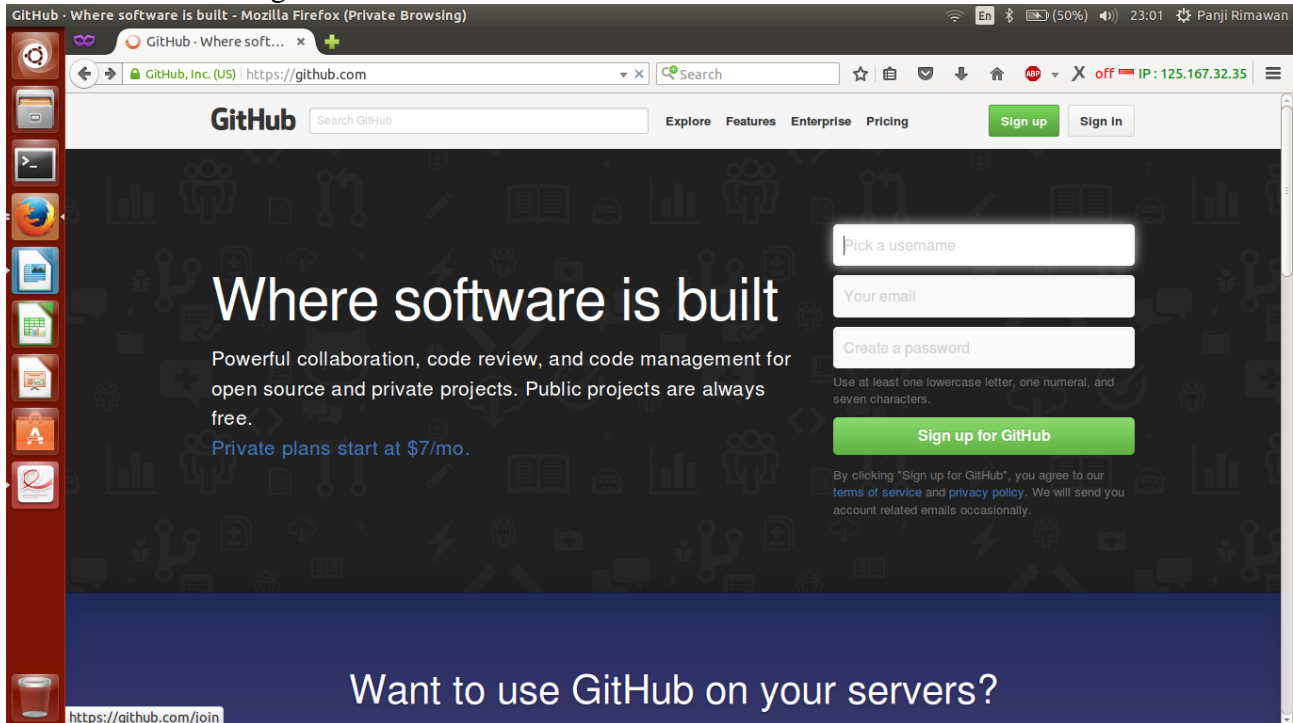 GitHub · Where software is built - Mozilla Firefox (Private Browsing)
En (50%) 23:01 Panji Rimawan
GitHub · Where soft... ×
GitHub, Inc. (US) https://github.com Search ABP X off IP : 125.167.32.35
GitHub Search GitHub Explore Features Enterprise Pricing Sign up Sign in
Pick a username
Where software is built
Your email
Create a password
Powerful collaboration, code review, and code management for
open source and private projects. Public projects are always
free.
Private plans start at $7/mo.
Use at least one lowercase letter, one numeral, and
seven characters.
Sign up for GitHub
By clicking "Sign up for GitHub", you agree to our
terms of service and privacy policy. We will send you
account related emails occasionally.
Want to use GitHub on your servers?
https://github.com/join